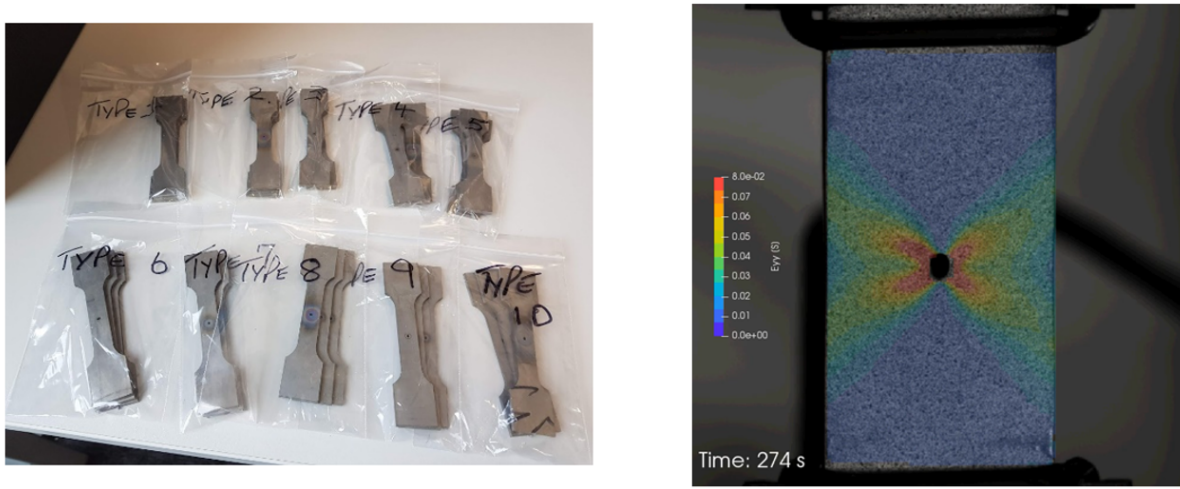 TYPE
TYPE 2
TYPE 4
PE 5
TYPE 6
TYPE 7
TYPE 8
PE 9
TYPE 10
8.0e-02
0.07
0.06
0.05
0.04
0.03
0.02
0.01
0.0e+00
Eyy (S)
Time: 274 s